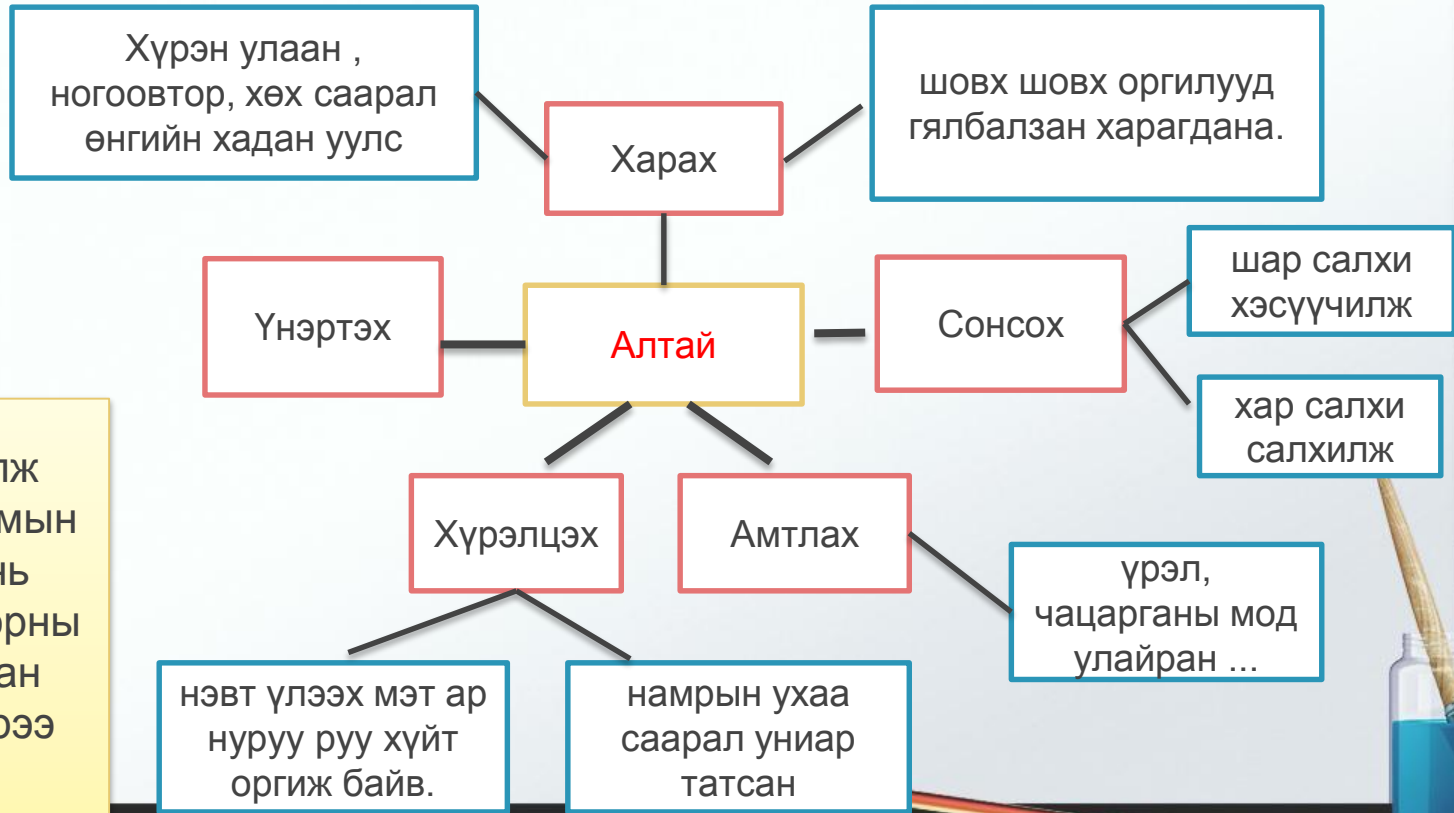 Хүрэн улаан ,
ногоовтор, хөх саарал
өнгийн хадан уулс
шовх шовх оргилууд
гялбалзан харагдана.
Харах
Үнэртэх
Алтай
Сонсох
шар салхи
хэсүүчилж
хар салхи
салхилж
Хүрэлцэх
Амтлах
үрэл,
чацарганы мод
улайран ...
нэвт үлээх мэт ар
нуруу руу хүйт
оргиж байв.
намрын ухаа
саарал униар
татсан